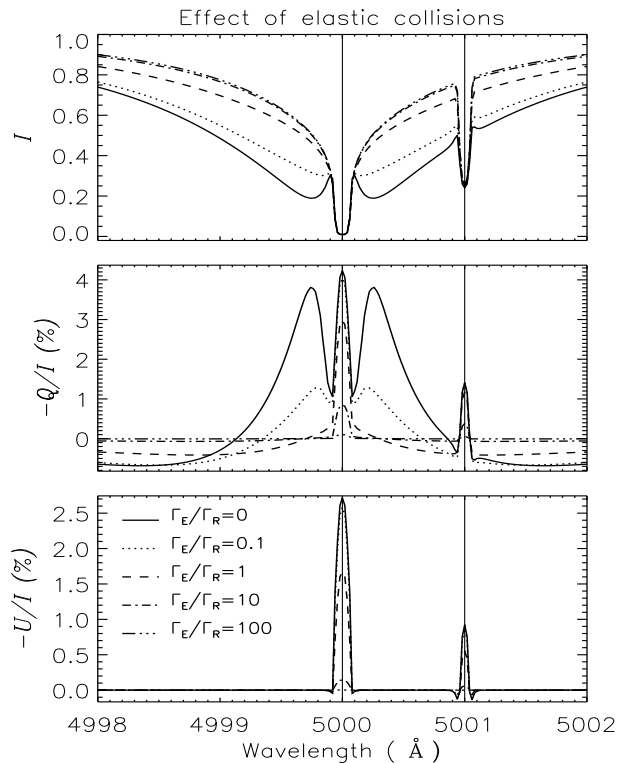 Effect of elastic collisions
1.0
0.8
0.6
0.4
0.2
0.0
I
4
3
2
1
0
-Q/I (%)
2.5
2.0
1.5
1.0
0.5
0.0
-U/I (%)
Γ_E/Γ_R=0
Γ_E/Γ_R=0.1
Γ_E/Γ_R=1
Γ_E/Γ_R=10
Γ_E/Γ_R=100
4998 4999 5000 5001 5002
Wavelength ( Å )